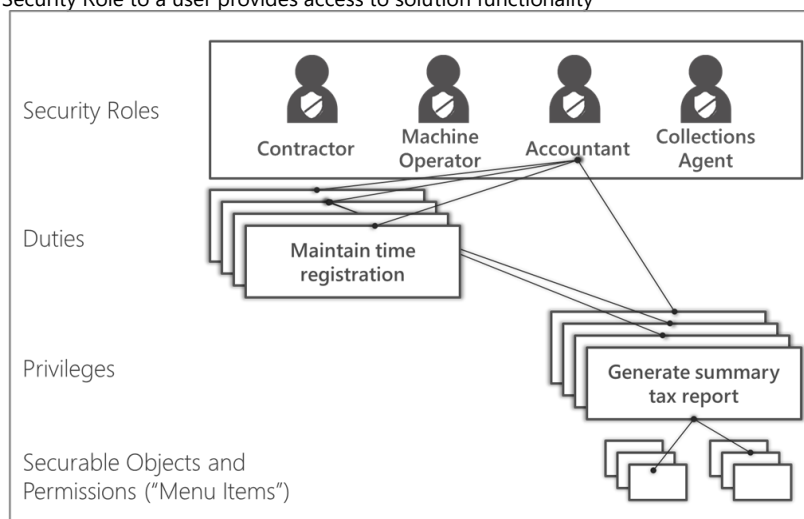 Security Role to a user provides access to solution functionality
Security Roles
Contractor
Machine
Operator
Accountant
Collections
Agent
Duties
Maintain time
registration
Privileges
Generate summary
tax report
Securable Objects and
Permissions (“Menu Items”)